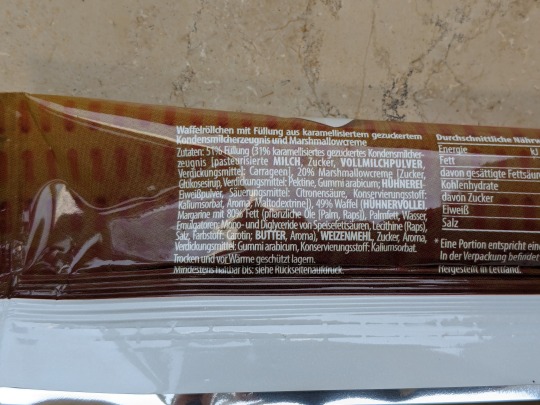 Waffelröllchen mit Füllung aus karamellisiertem gezuckertem
Kondensmilcherzeugnis und Marshmallowcreme
Zutaten: 51% Füllung (31% karamellisiertes gezuckertes Kondensmilcher-
zeugnis [pasteurisierte MILCH, Zucker, VOLLMILCHPULVER,
Verdickungsmittel: Carrageen], 20% Marshmallowcreme [Zucker,
Glukosesirup, Verdickungsmittel: Pektine, Gummi arabicum; HÜHNEREI-
Eiweißpulver, Säuerungsmittel: Citronensäure, Konservierungsstoff:
Kaliumsorbat, Aroma, Maltodextrin]), 49% Waffel (HÜHNERVOLLEI,
Margarine mit 80% Fett (pflanzliche Öle [Palm, Raps), Palmfett, Wasser,
Emulgatoren: Mono- und Diglyceride von Speisefettsäuren, Lecithine (Raps),
Salz, Farbstoff: Carotin; BUTTER, Aroma), WEIZENMEHL, Zucker, Aroma,
Verdickungsmittel: Gummi arabicum, Konservierungsstoff: Kaliumsorbat.
Trocken und vor Wärme geschützt lagern.
Mindestens haltbar bis: siehe Rückseitenaufdruck.
Durchschnittliche Nährw
Energie kJ
Fett
davon gesättigte Fettsäur
Kohlenhydrate
davon Zucker
Eiweiß
Salz
* Eine Portion entspricht eine
In der Verpackung befinder
Hergestellt in Lettland.